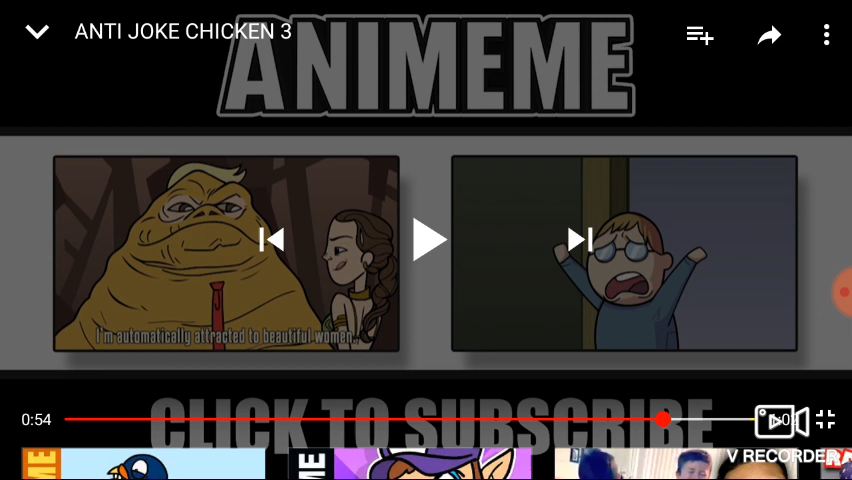 ANTI JOKE CHICKEN 3
ANIMEME
I'm automatically attracted to beautiful women..
0:54
CLICK TO SUBSCRIBE
V RECORDER